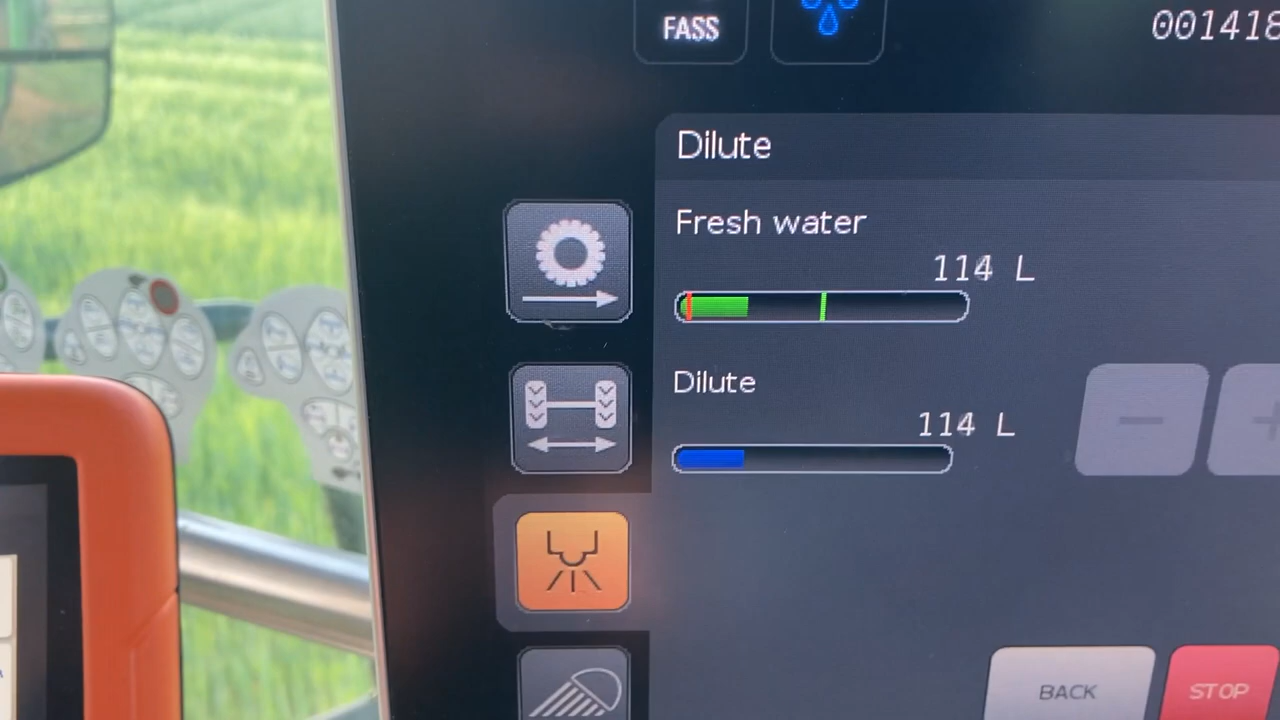 FASS
001418
Dilute
Fresh water
114 L
Dilute
114 L
BACK
STOP